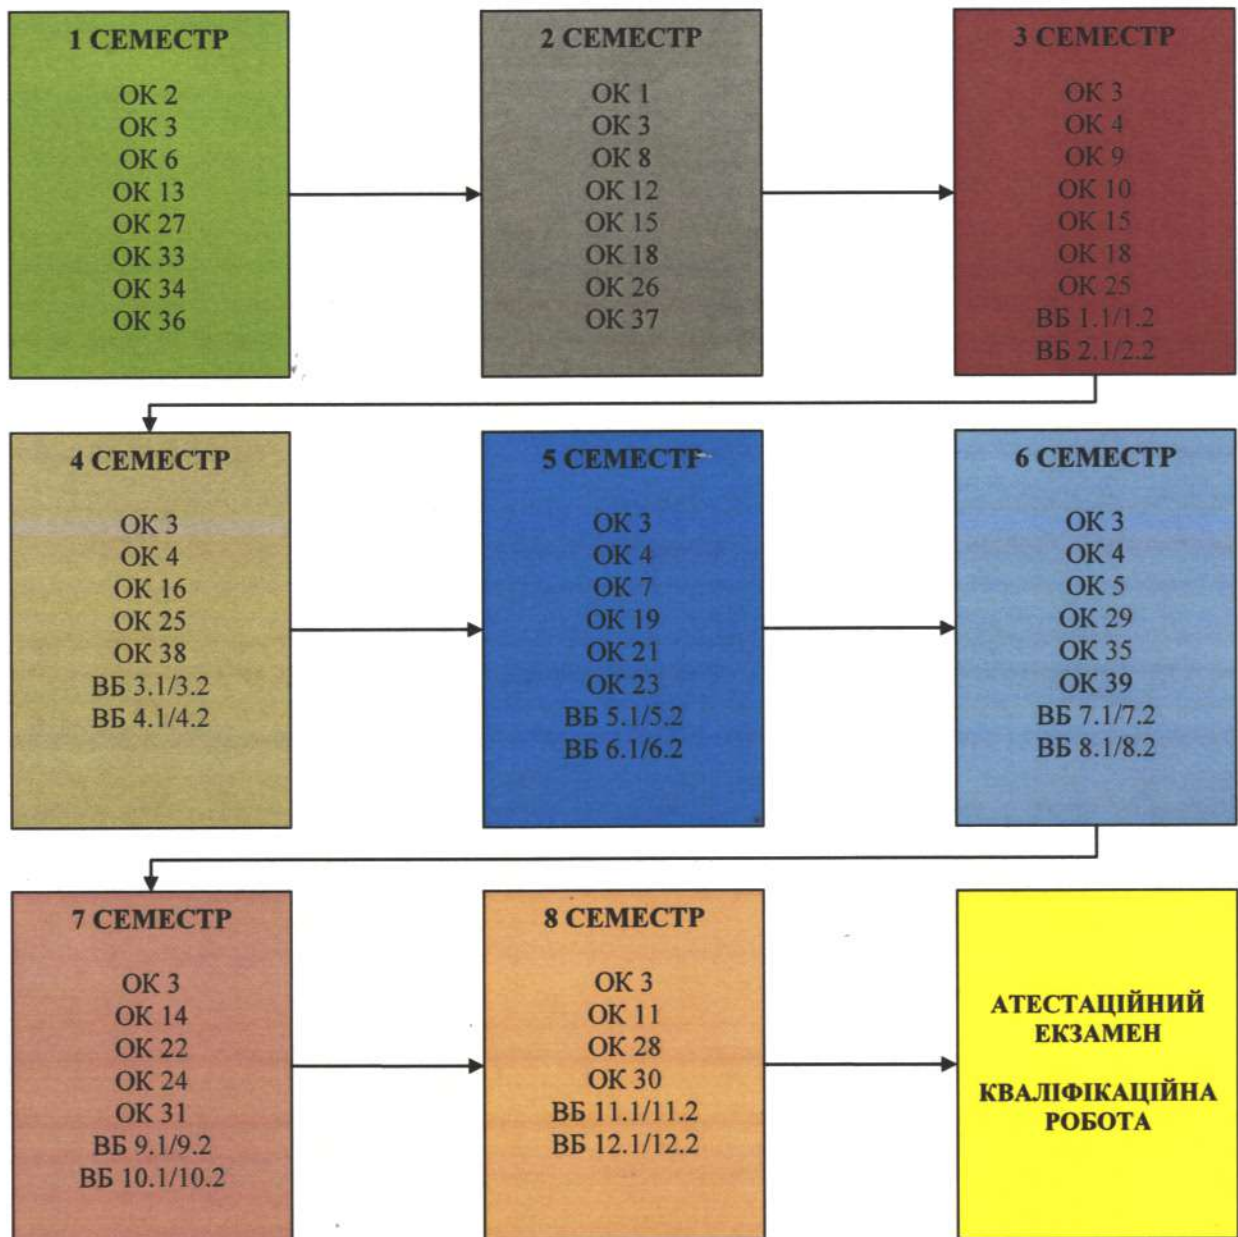 1 СЕМЕСТР
ОК 2
ОК 3
ОК 6
ОК 13
ОК 27
ОК 33
ОК 34
ОК 36
2 СЕМЕСТР
ОК 1
ОК 3
ОК 8
ОК 12
ОК 15
ОК 18
ОК 26
ОК 37
3 СЕМЕСТР
ОК 3
ОК 4
ОК 9
ОК 10
ОК 15
ОК 18
ОК 25
ВБ 1.1/1.2
ВБ 2.1/2.2
4 СЕМЕСТР
ОК 3
ОК 4
ОК 16
ОК 25
ОК 38
ВБ 3.1/3.2
ВБ 4.1/4.2
5 СЕМЕСТР
ОК 3
ОК 4
ОК 7
ОК 19
ОК 21
ОК 23
ВБ 5.1/5.2
ВБ 6.1/6.2
6 СЕМЕСТР
ОК 3
ОК 4
ОК 5
ОК 29
ОК 35
ОК 39
ВБ 7.1/7.2
ВБ 8.1/8.2
7 СЕМЕСТР
ОК 3
ОК 14
ОК 22
ОК 24
ОК 31
ВБ 9.1/9.2
ВБ 10.1/10.2
8 СЕМЕСТР
ОК 3
ОК 11
ОК 28
ОК 30
ВБ 11.1/11.2
ВБ 12.1/12.2
АТЕСТАЦІЙНИЙ
ЕКЗАМЕН
КВАЛІФІКАЦІЙНА
РОБОТА